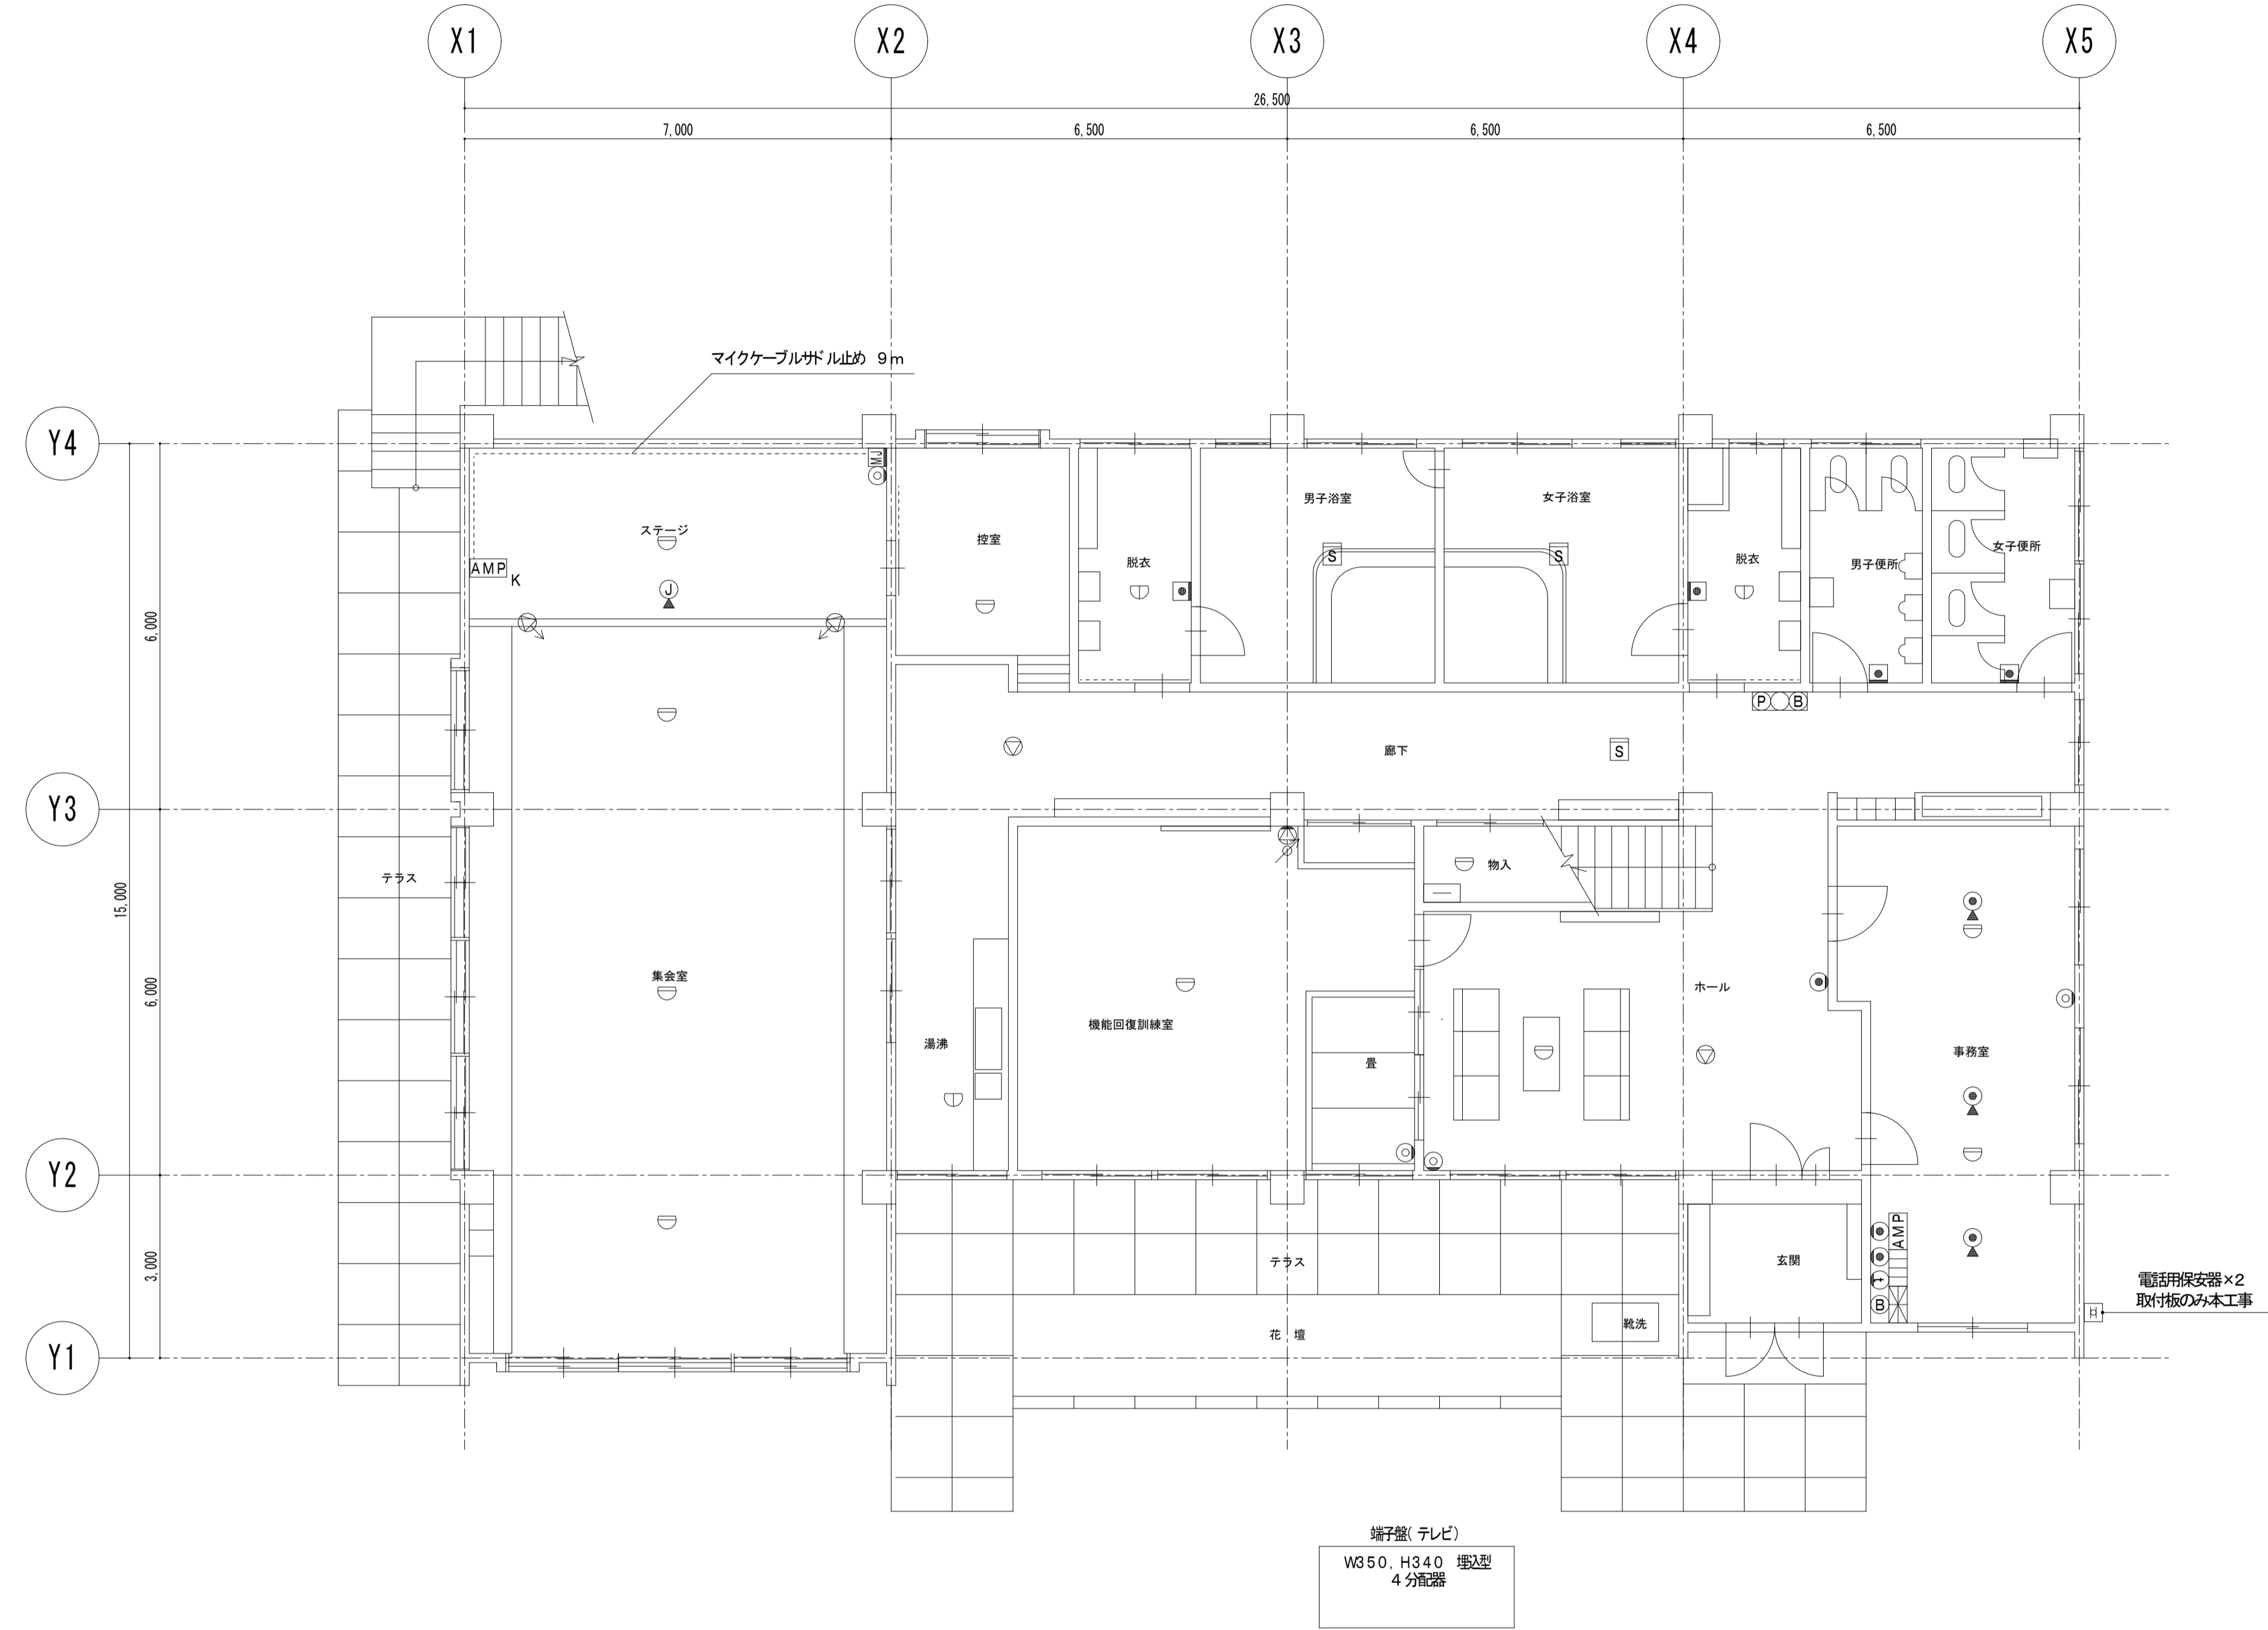 X1
X2
X3
X4
X5
26,500
7,000
6,500
6,500
6,500
マイクケーブルサドル止め 9m
Y4
MJ
ステージ
控室
脱衣
男子浴室
女子浴室
脱衣
男子便所
女子便所
S
S
AMP
K
J
6,000
P
B
廊下
S
Y3
テラス
物入
15,000
集会室
6,000
湯沸
機能回復訓練室
畳
ホール
事務室
Y2
AMP
テラス
玄関
3,000
t
B
電話用保安器×2
取付板のみ本工事
花 壇
靴洗
Y1
端子盤(テレビ)
W350,H340 埋込型
4分配器